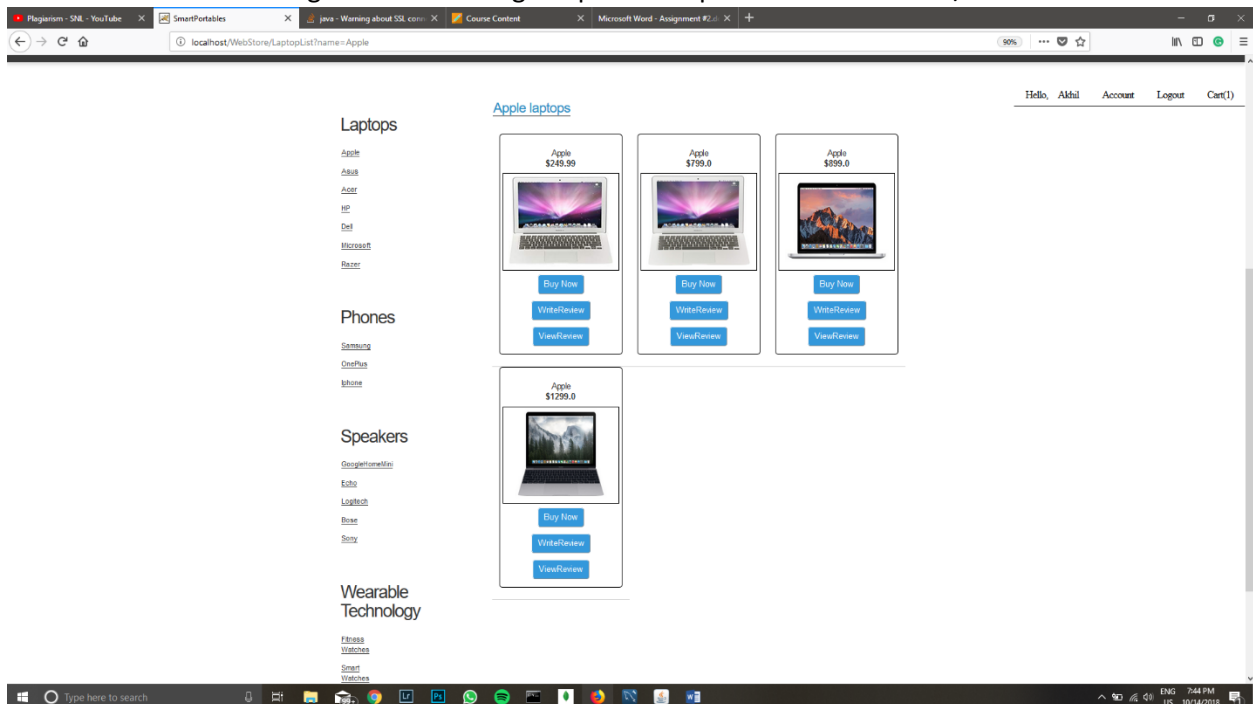 Plagiarism - SNL - YouTube
SmartPortables
java - Warning about SSL conn
Course Content
Microsoft Word - Assignment #2.d
localhost/WebStore/LaptopList?name=Apple
90%
Hello, Akhil Account Logout Cart(1)
Apple laptops
Laptops
Apple
Asus
Acer
HP
Dell
Microsoft
Razer
Phones
Samsung
OnePlus
Iphone
Speakers
GoogleHomeMini
Echo
Logitech
Bose
Sony
Wearable
Technology
Fitness
Watches
Smart
Watches
Apple
$249.99
Buy Now
WriteReview
ViewReview
Apple
$799.0
Buy Now
WriteReview
ViewReview
Apple
$899.0
Buy Now
WriteReview
ViewReview
Apple
$1299.0
Buy Now
WriteReview
ViewReview
Type here to search
Lr
Ps
ENG
US
7:44 PM
10/14/2018